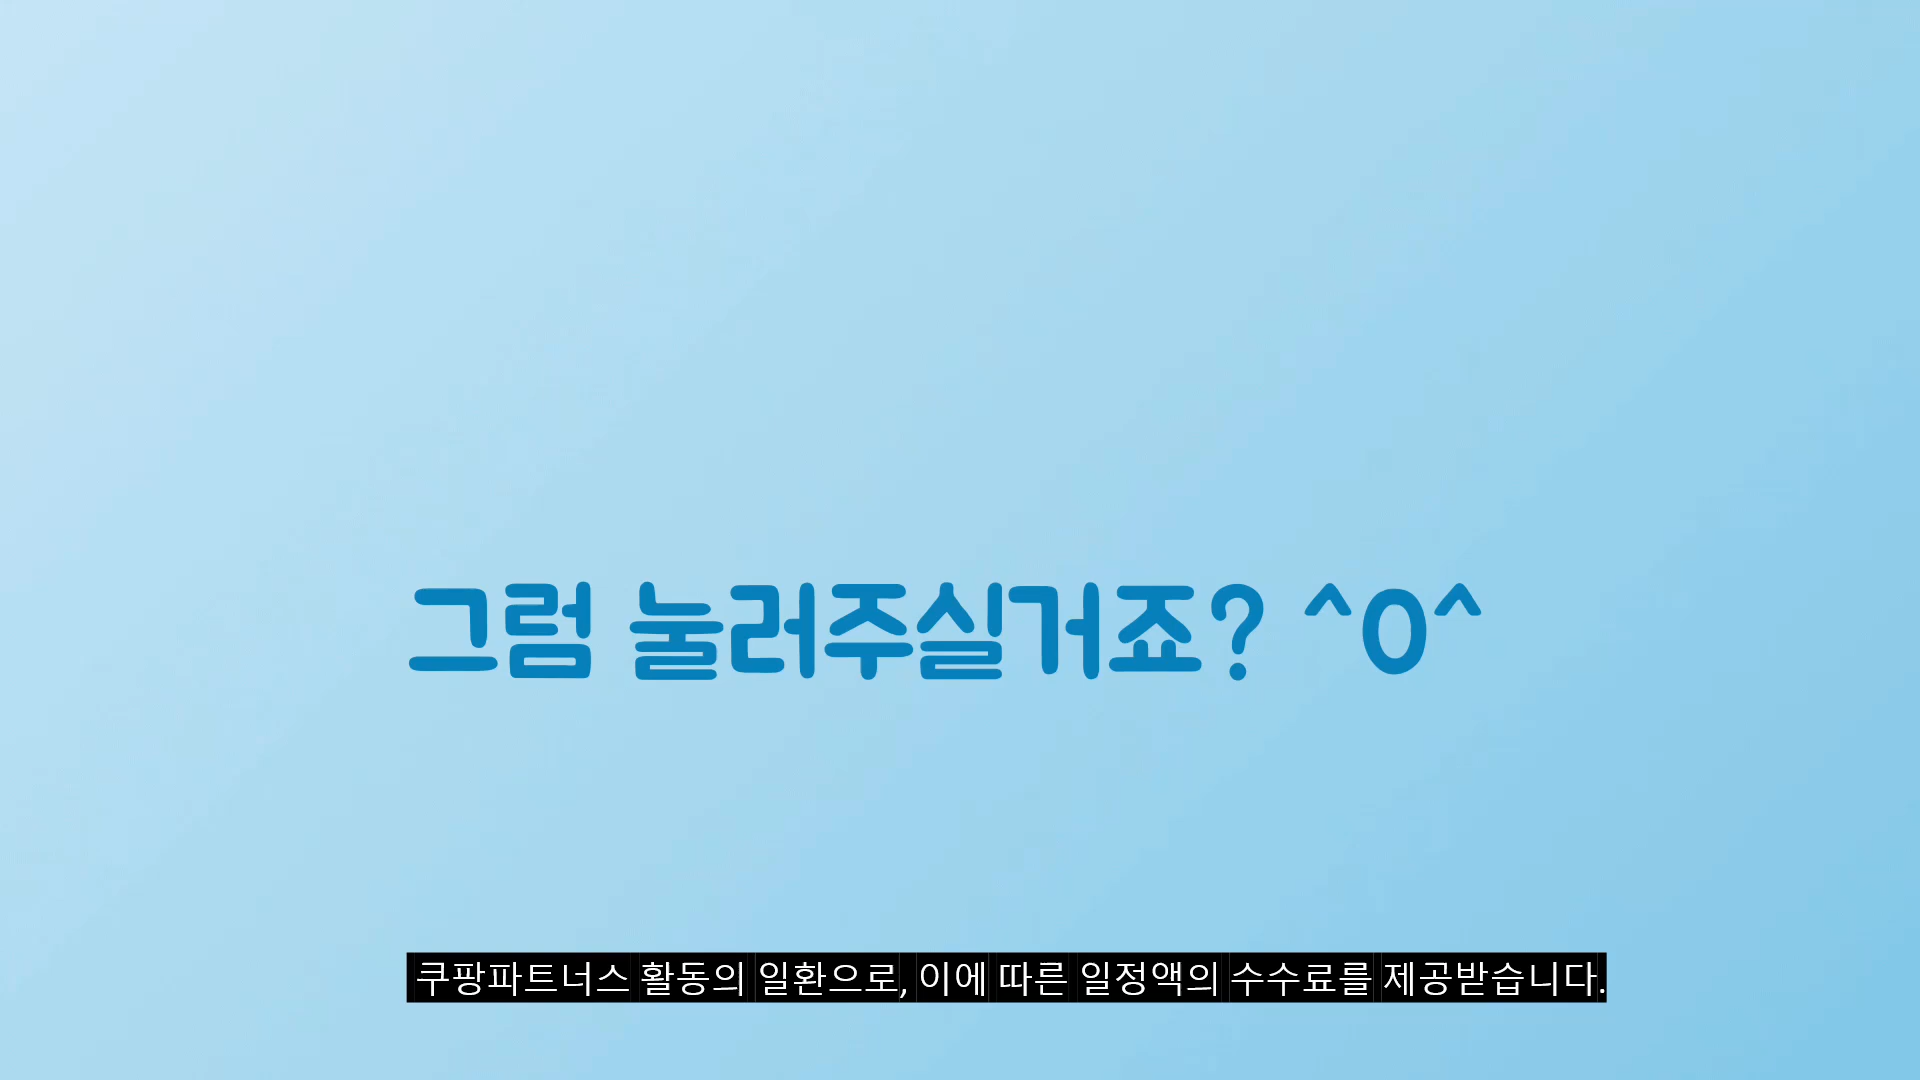 그럼 눌러주실거죠? ^0^
쿠팡파트너스 활동의 일환으로, 이에 따른 일정액의 수수료를 제공받습니다.